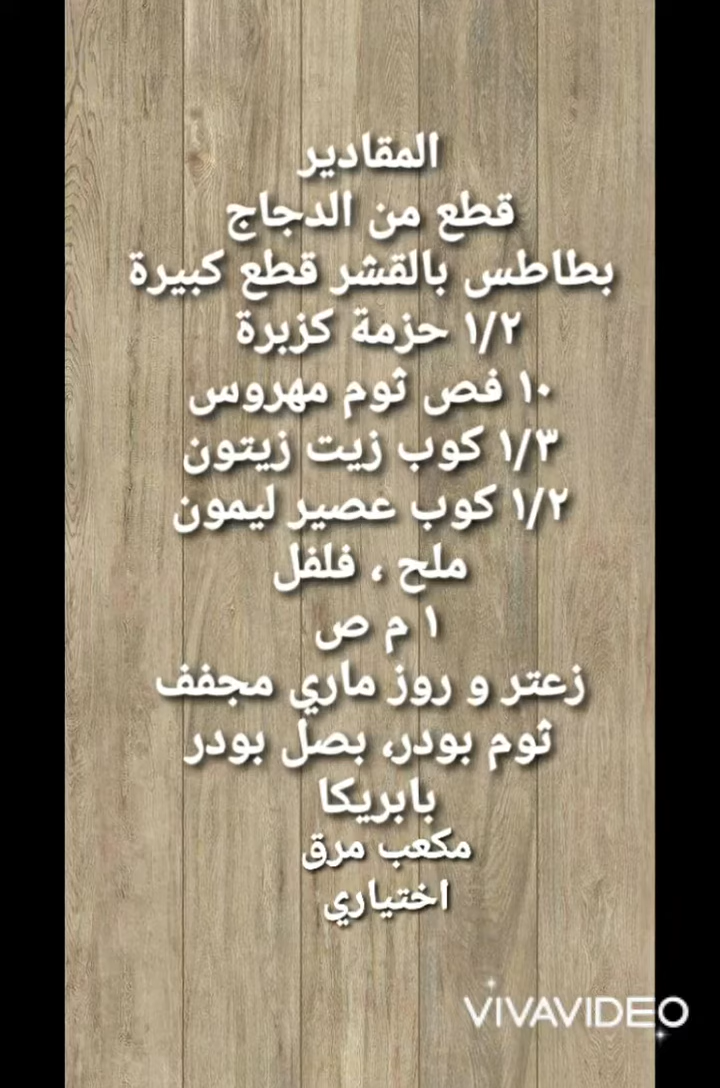 المقادير
قطع من الدجاج
بطاطس بالقشر قطع كبيرة
١/٢ حزمة كزبرة
١٠ فص ثوم مهروس
١/٣ كوب زيت زيتون
١/٢ كوب عصير ليمون
ملح ، فلفل
١ م ص
زعتر و روز ماري مجفف
ثوم بودر، بصل بودر
بابريكا
مكعب مرق
اختياري
VIVAVIDEO